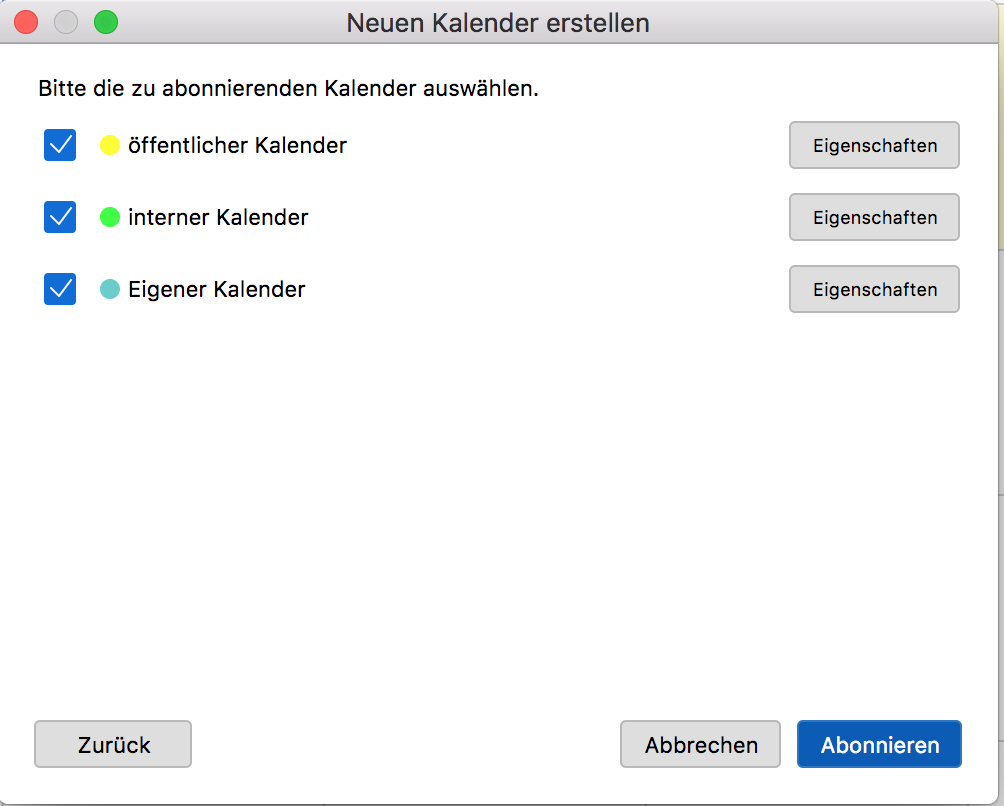 Neuen Kalender erstellen
Bitte die zu abonnierenden Kalender auswählen.
öffentlicher Kalender Eigenschaften
interner Kalender Eigenschaften
Eigener Kalender Eigenschaften
Zurück Abbrechen Abonnieren